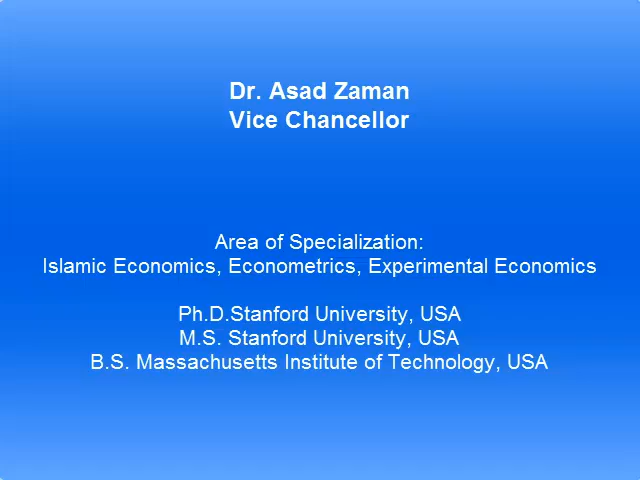 Dr. Asad Zaman
Vice Chancellor
Area of Specialization:
Islamic Economics, Econometrics, Experimental Economics
Ph.D.Stanford University, USA
M.S. Stanford University, USA
B.S. Massachusetts Institute of Technology, USA